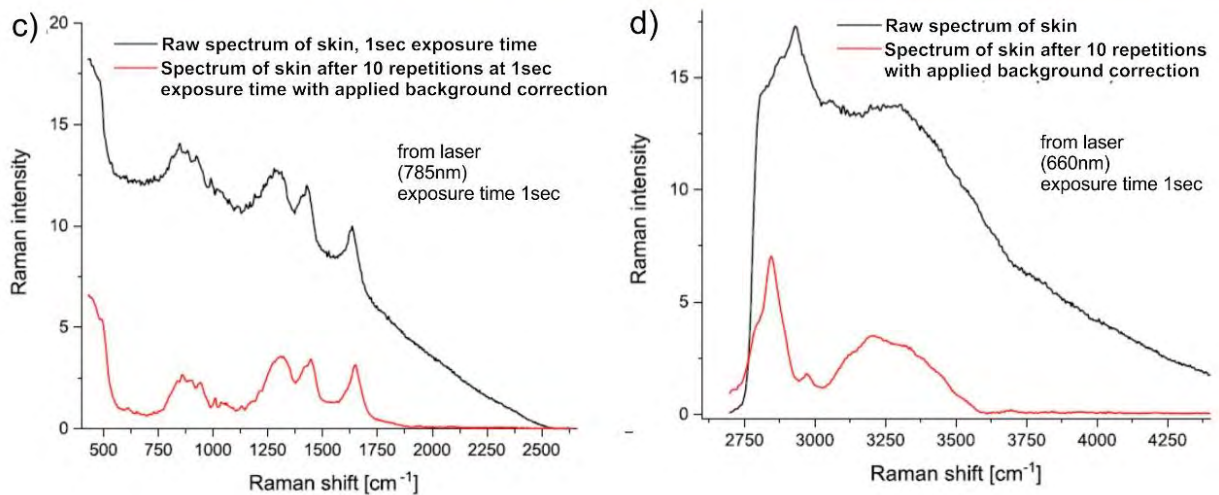 c)
Raw spectrum of skin, 1sec exposure time
Spectrum of skin after 10 repetitions at 1sec
exposure time with applied background correction
from laser
(785nm)
exposure time 1sec
Raman intensity
20
15
10
5
0
500 750 1000 1250 1500 1750 2000 2250 2500
Raman shift [cm⁻¹]
d)
Raw spectrum of skin
Spectrum of skin after 10 repetitions
with applied background correction
from laser
(660nm)
exposure time 1sec
Raman intensity
15
10
5
0
2750 3000 3250 3500 3750 4000 4250
Raman shift [cm⁻¹]